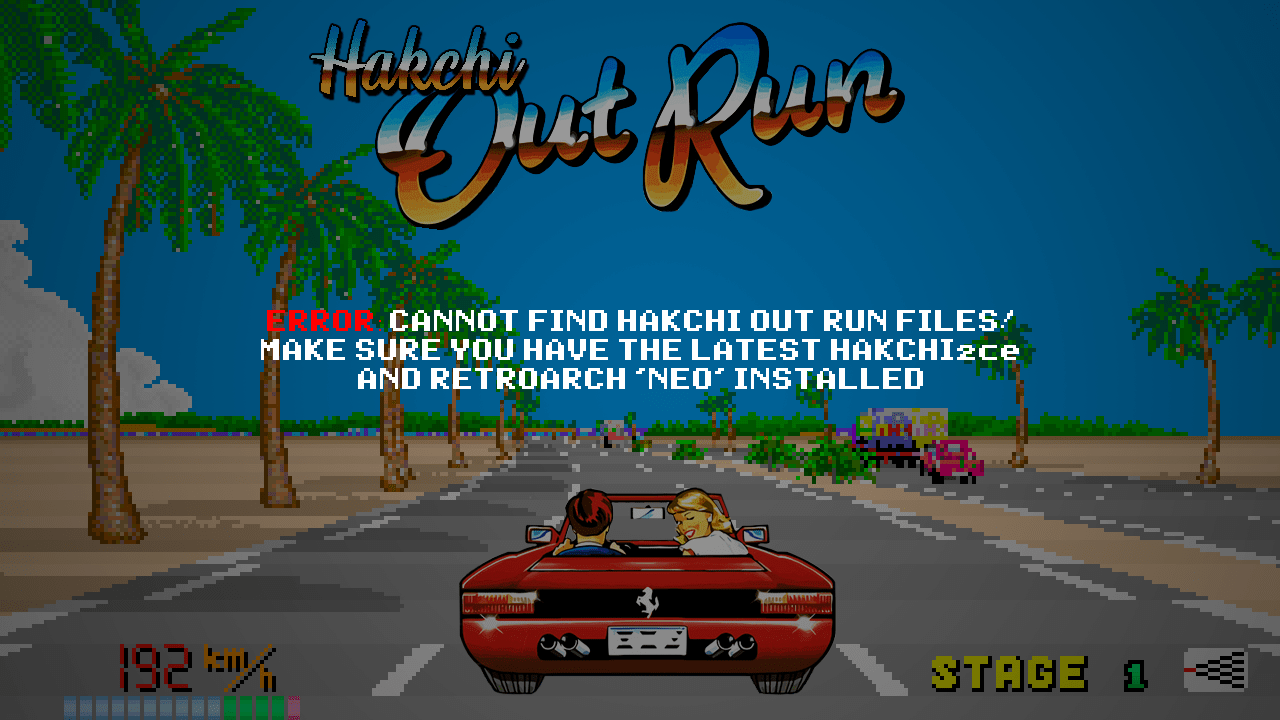 Hakchi
Out Run
ERROR CANNOT FIND HAKCHI OUT RUN FILES/
MAKE SURE YOU HAVE THE LATEST HAKCHI2ce
AND RETROARCH 'NEO' INSTALLED
192 km/h
STAGE 1